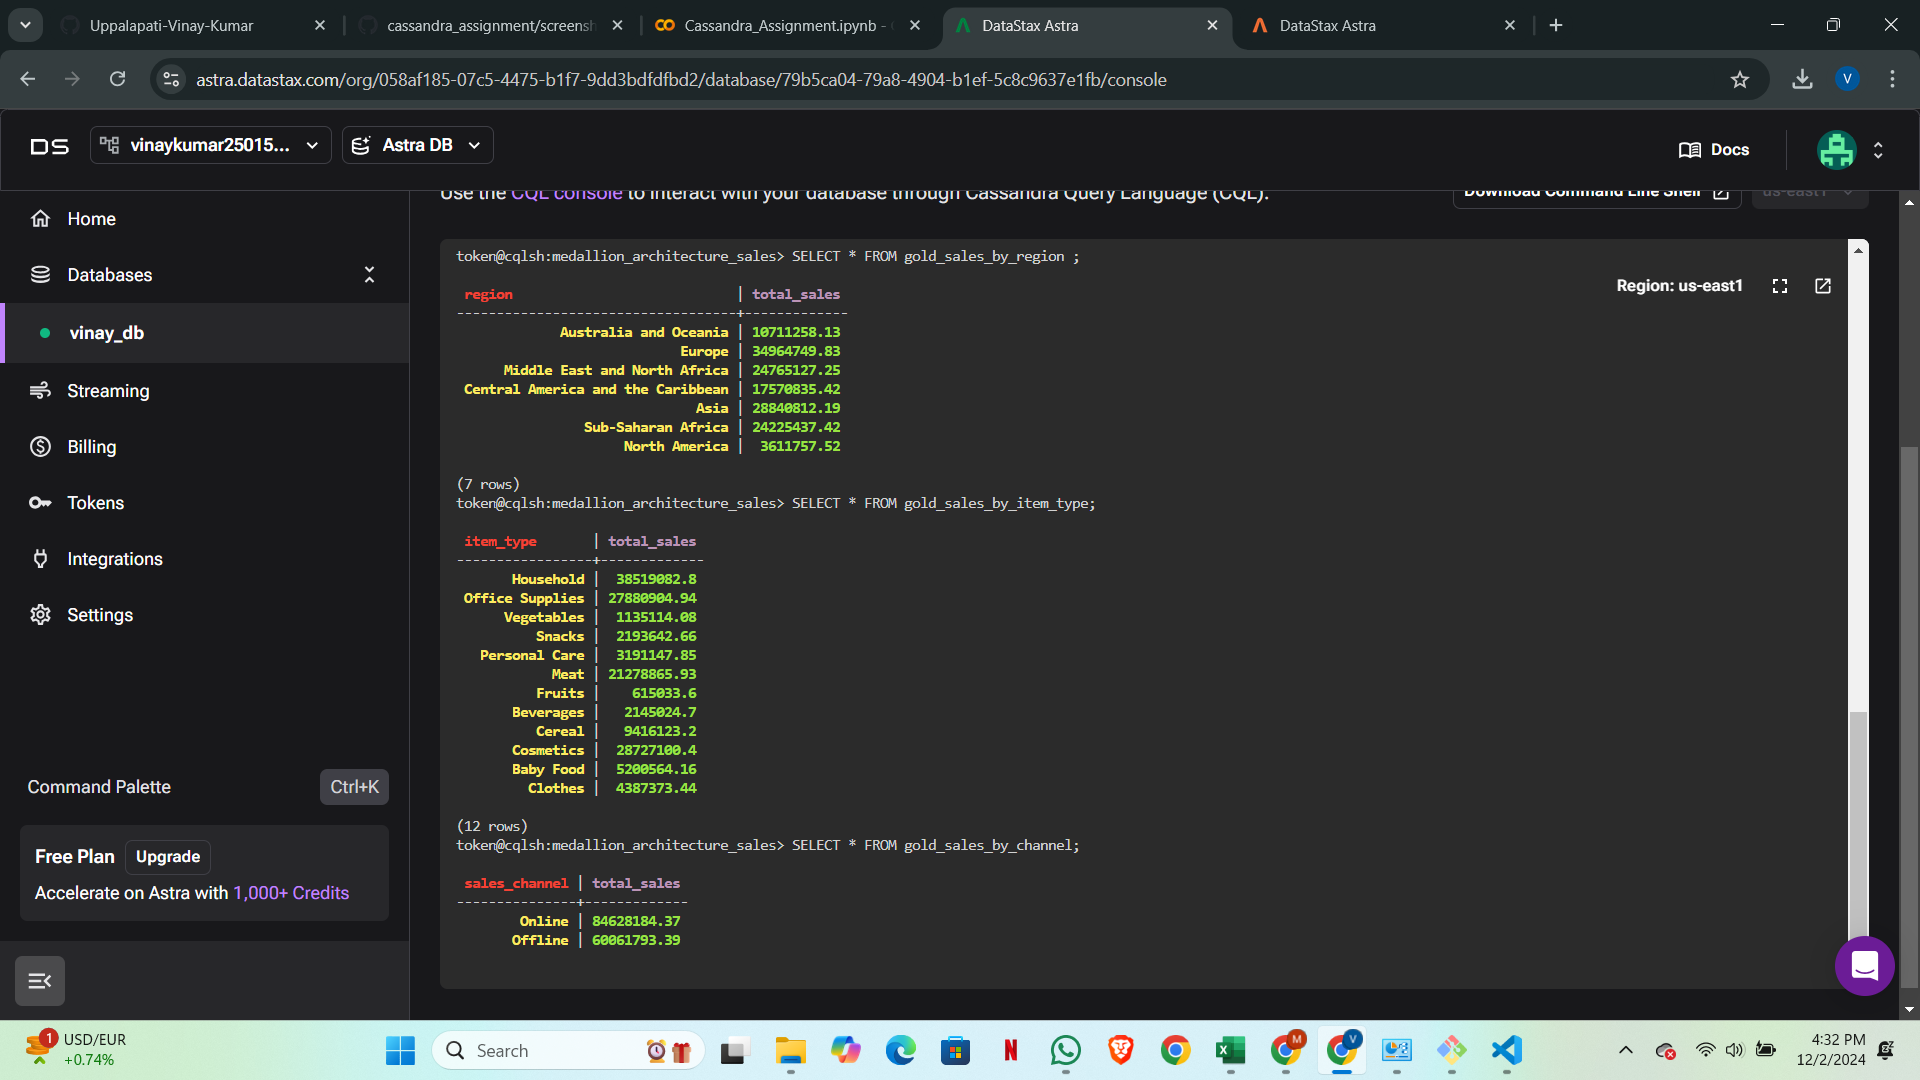 Uppalapati-Vinay-Kumar
cassandra_assignment/screensh
Cassandra_Assignment.ipynb -
DataStax Astra
DataStax Astra
astra.datastax.com/org/058af185-07c5-4475-b1f7-9dd3bdfdfbd2/database/79b5ca04-79a8-4904-b1ef-5c8c9637e1fb/console
V
DS
vinaykumar25015...
Astra DB
Docs
Use the CQL console to interact with your database through Cassandra Query Language (CQL).
Download Command Line Shell
us-east1
Home
Databases
vinay_db
Streaming
Billing
Tokens
Integrations
Settings
Command Palette
Ctrl+K
Free Plan
Upgrade
Accelerate on Astra with 1,000+ Credits
Region: us-east1
token@cqlsh:medallion_architecture_sales> SELECT * FROM gold_sales_by_region ;
region | total_sales
-----------------------------------+-------------
Australia and Oceania | 10711258.13
Europe | 34964749.83
Middle East and North Africa | 24765127.25
Central America and the Caribbean | 17570835.42
Asia | 28840812.19
Sub-Saharan Africa | 24225437.42
North America | 3611757.52
(7 rows)
token@cqlsh:medallion_architecture_sales> SELECT * FROM gold_sales_by_item_type;
item_type | total_sales
-----------------+-------------
Household | 38519082.8
Office Supplies | 27880904.94
Vegetables | 1135114.08
Snacks | 2193642.66
Personal Care | 3191147.85
Meat | 21278865.93
Fruits | 615033.6
Beverages | 2145024.7
Cereal | 9416123.2
Cosmetics | 28727100.4
Baby Food | 5200564.16
Clothes | 4387373.44
(12 rows)
token@cqlsh:medallion_architecture_sales> SELECT * FROM gold_sales_by_channel;
sales_channel | total_sales
---------------+-------------
Online | 84628184.37
Offline | 60061793.39
1
USD/EUR
+0.74%
Search
N
M
V
4:32 PM
12/2/2024